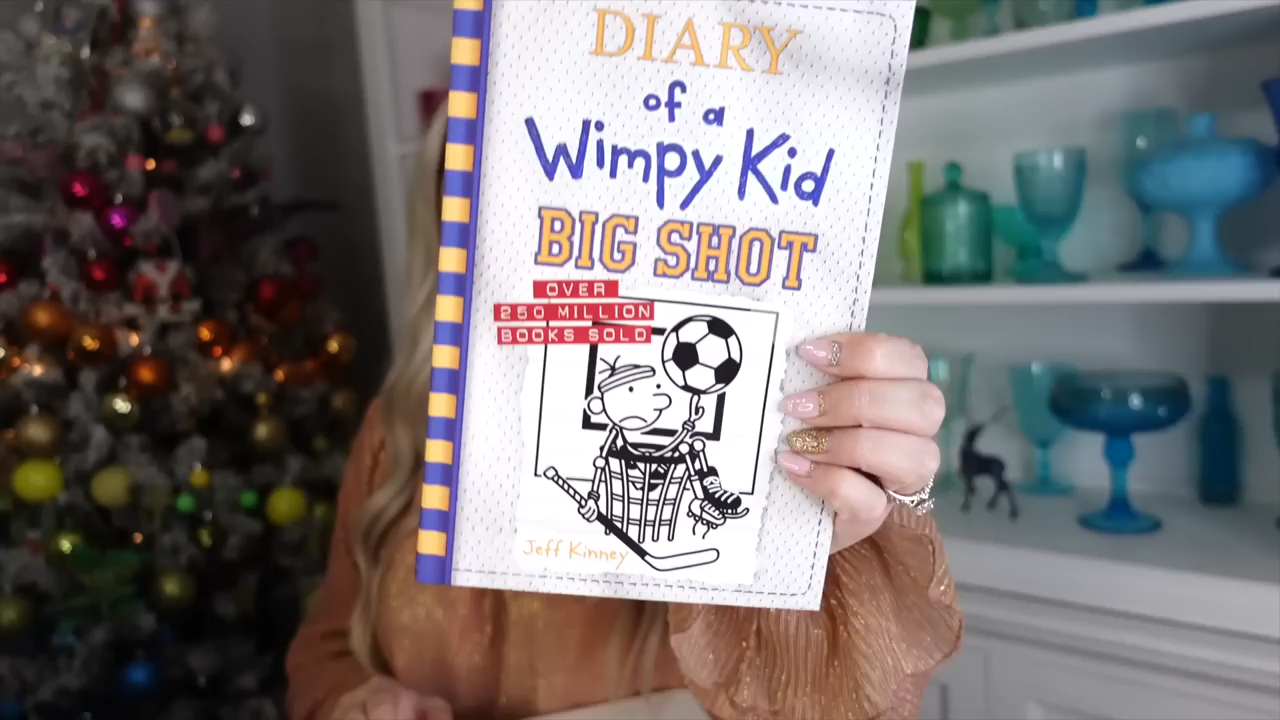 DIARY
of a
Wimpy Kid
BIG SHOT
OVER
250 MILLION
BOOKS SOLD
Jeff Kinney